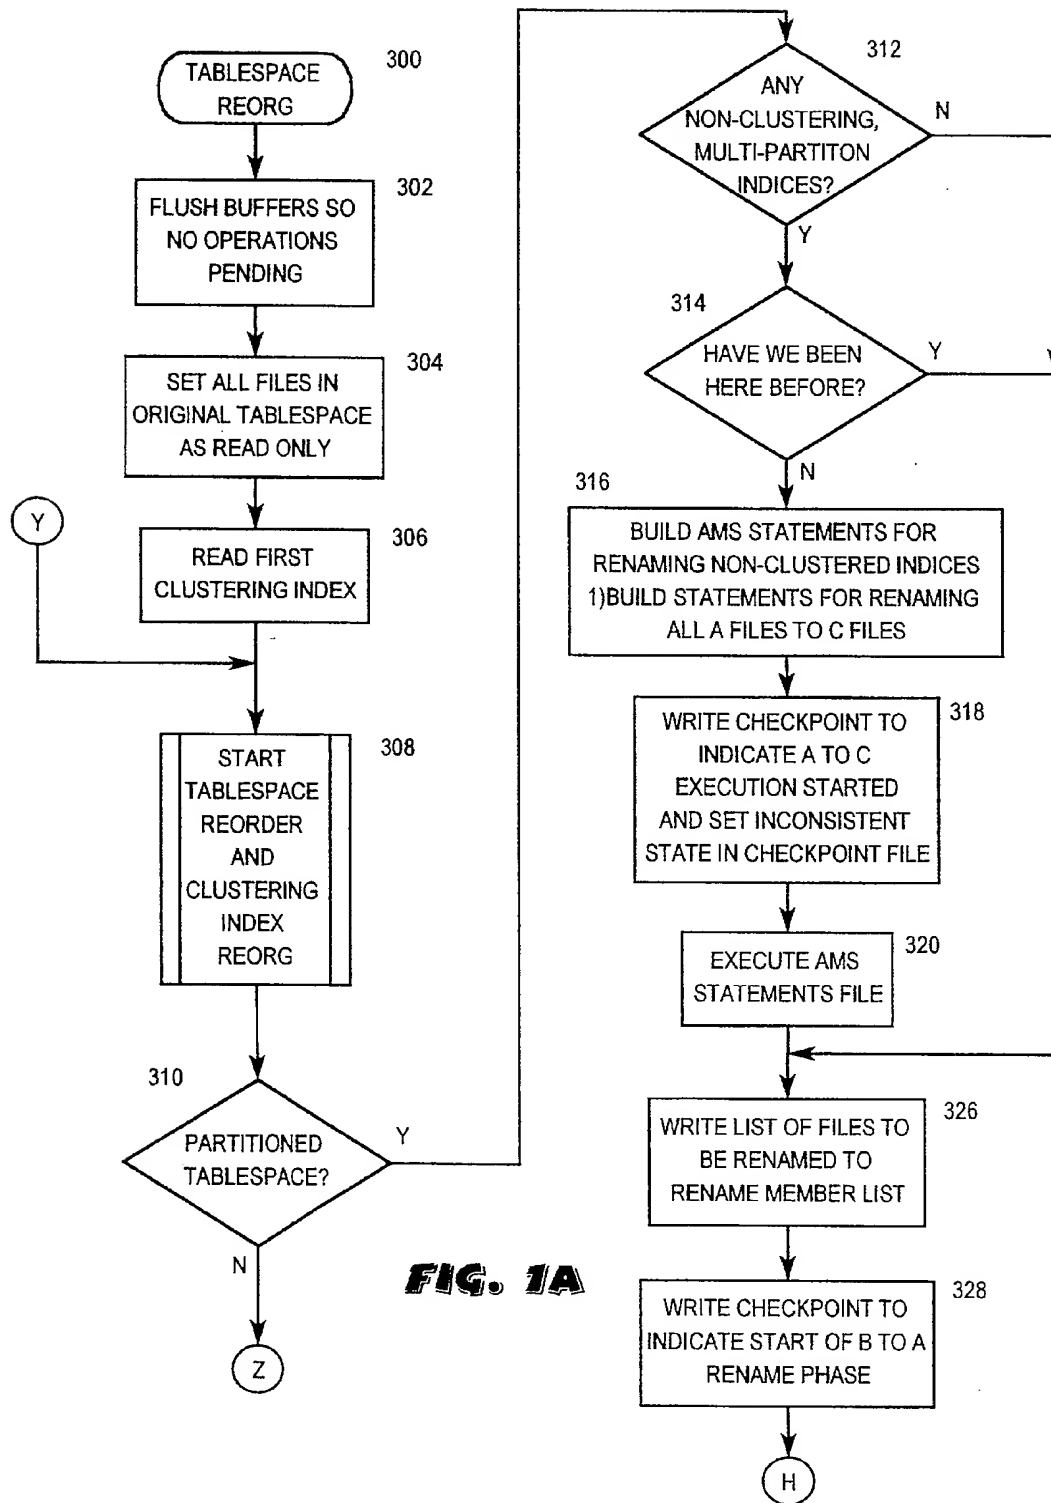 300
TABLESPACE
REORG
302
FLUSH BUFFERS SO
NO OPERATIONS
PENDING
304
SET ALL FILES IN
ORIGINAL TABLESPACE
AS READ ONLY
Y
306
READ FIRST
CLUSTERING INDEX
308
START
TABLESPACE
REORDER
AND
CLUSTERING
INDEX
REORG
310
PARTITIONED
TABLESPACE?
Y
N
Z
312
ANY
NON-CLUSTERING,
MULTI-PARTITON
INDICES?
N
Y
314
HAVE WE BEEN
HERE BEFORE?
Y
N
316
BUILD AMS STATEMENTS FOR
RENAMING NON-CLUSTERED INDICES
1)BUILD STATEMENTS FOR RENAMING
ALL A FILES TO C FILES
318
WRITE CHECKPOINT TO
INDICATE A TO C
EXECUTION STARTED
AND SET INCONSISTENT
STATE IN CHECKPOINT FILE
320
EXECUTE AMS
STATEMENTS FILE
326
WRITE LIST OF FILES TO
BE RENAMED TO
RENAME MEMBER LIST
328
WRITE CHECKPOINT TO
INDICATE START OF B TO A
RENAME PHASE
H
FIG. 1A